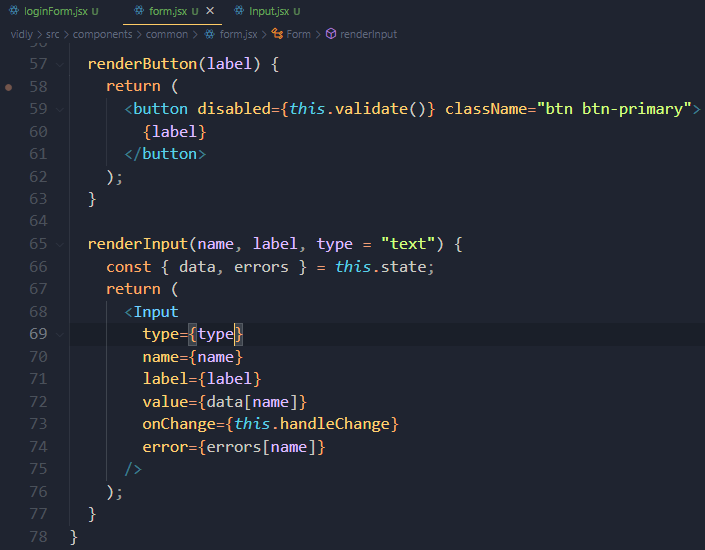 loginForm.jsx U form.jsx U × Input.jsx U
vidly > src > components > common > form.jsx > Form > renderInput
56
57 renderButton(label) {
58 return (
59 <button disabled={this.validate()} className="btn btn-primary">
60 {label}
61 </button>
62 );
63 }
64
65 renderInput(name, label, type = "text") {
66 const { data, errors } = this.state;
67 return (
68 <Input
69 type={type}
70 name={name}
71 label={label}
72 value={data[name]}
73 onChange={this.handleChange}
74 error={errors[name]}
75 />
76 );
77 }
78 }